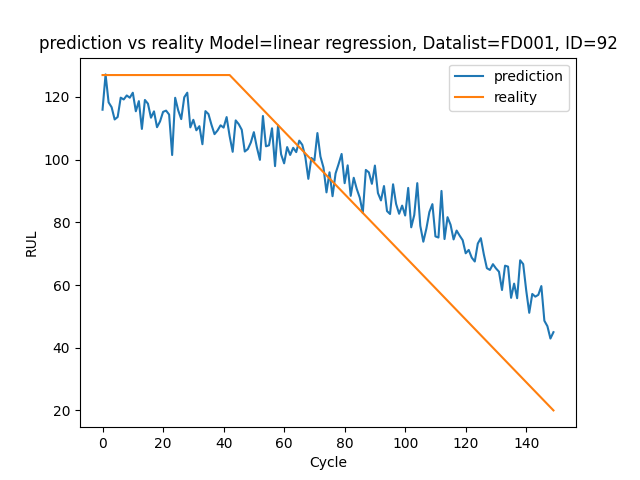 prediction vs reality Model=linear regression, Datalist=FD001, ID=92
prediction
reality
RUL
120
100
80
60
40
20
0 20 40 60 80 100 120 140
Cycle